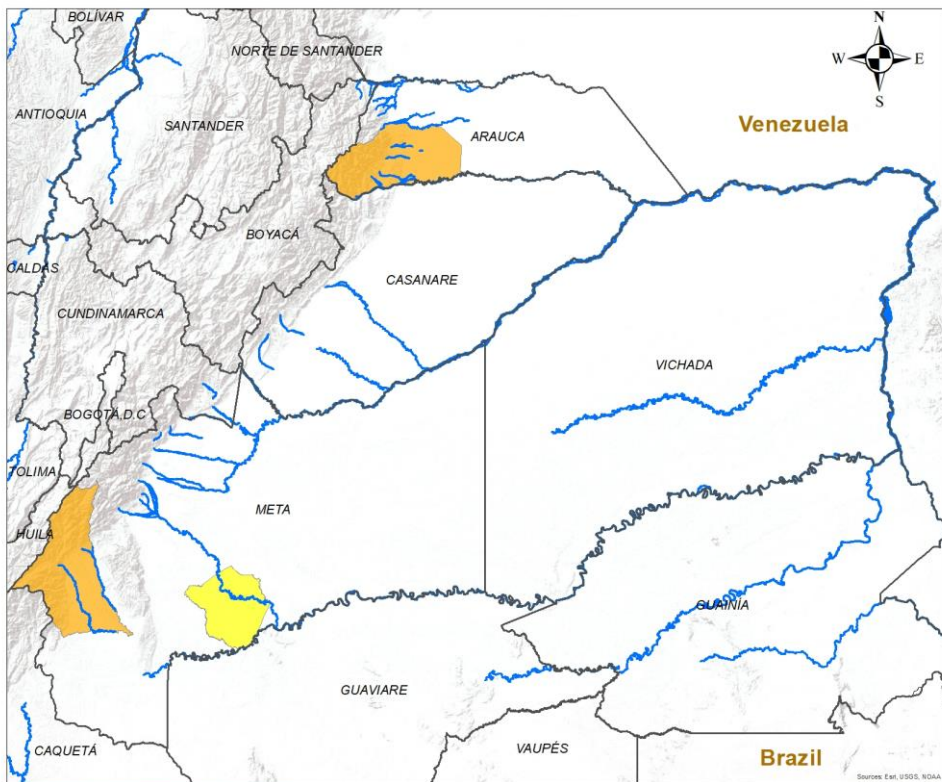 BOLÍVAR
N
NORTE DE SANTANDER
W E
S
ANTIOQUIA
SANTANDER
ARAUCA
Venezuela
BOYACÁ
CALDAS
CASANARE
CUNDINAMARCA
VICHADA
BOGOTÁ,D.C
TOLIMA
META
HUILA
GUAINÍA
GUAVIARE
CAQUETÁ
VAUPÉS
Brazil
Sources: Esri, USGS, NOAA